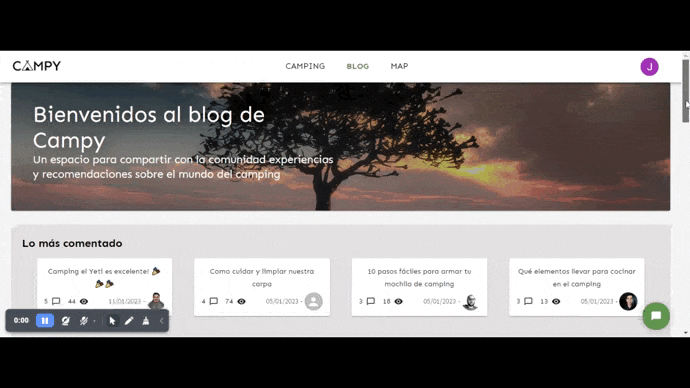 CAMPY
CAMPING BLOG MAP J
Bienvenidos al blog de
Campy
Un espacio para compartir con la comunidad experiencias
y recomendaciones sobre el mundo del camping
Lo más comentado
Camping el Yeti es excelente!
5 44 11/01/2023 -
Como cuidar y limpiar nuestra
carpa
4 74 05/01/2023 -
10 pasos fáciles para armar tu
mochila de camping
3 18 05/01/2023 -
Qué elementos llevar para cocinar
en el camping
3 13 05/01/2023 -
0:00